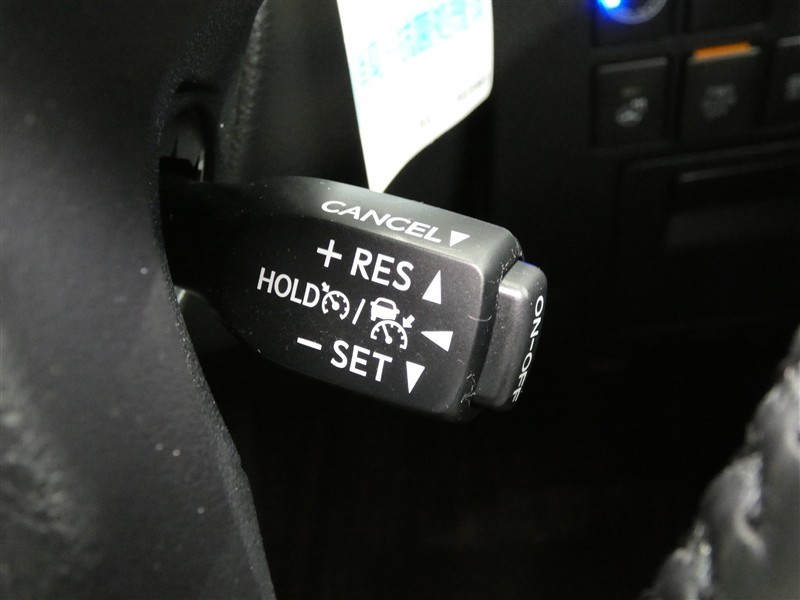 CANCEL▼
+ RES ▲
HOLD / ◀
− SET ▼
ON-OFF